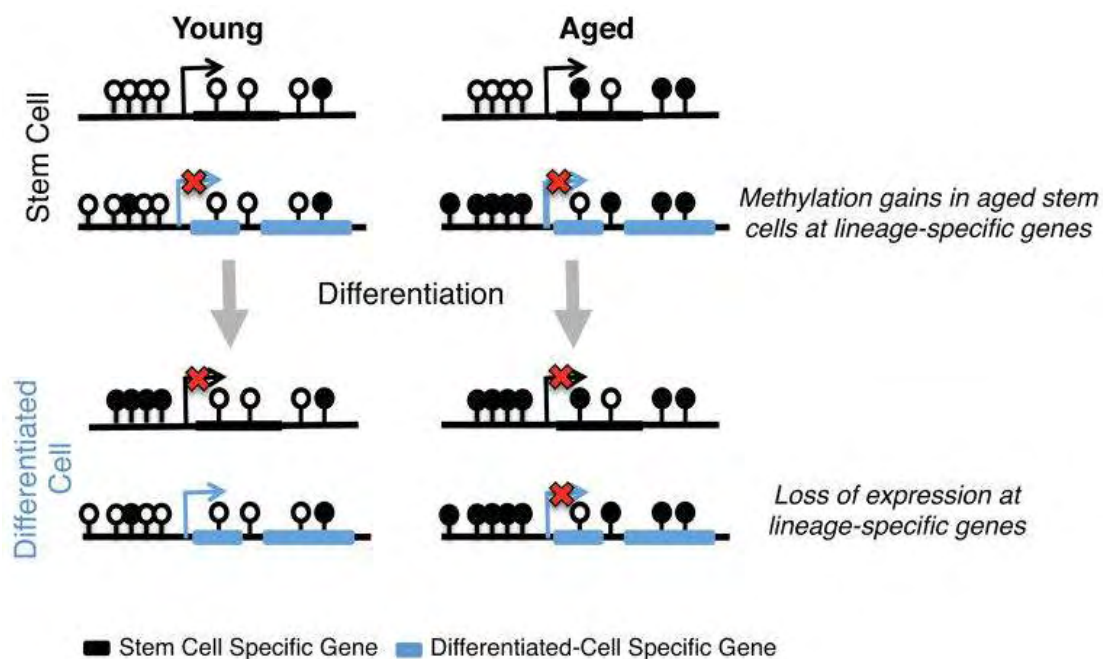 Young
Aged
Stem Cell
Methylation gains in aged stem
cells at lineage-specific genes
Differentiation
Differentiated
Cell
Loss of expression at
lineage-specific genes
Stem Cell Specific Gene
Differentiated-Cell Specific Gene